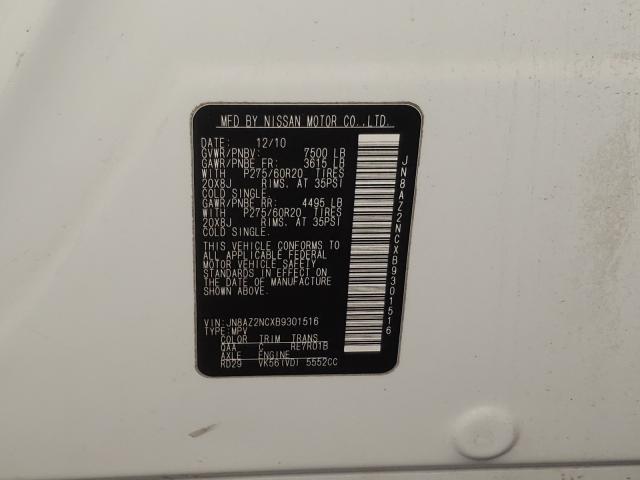 MFD BY NISSAN MOTOR CO.,LTD.
DATE: 12/10
GVWR/PNBV: 7500 LB
GAWR/PNBE FR: 3615 LB
WITH P275/60R20 TIRES
20X8J RIMS, AT 35PSI
COLD SINGLE.
GAWR/PNBE RR: 4495 LB
WITH P275/60R20 TIRES
20X8J RIMS, AT 35PSI
COLD SINGLE.
THIS VEHICLE CONFORMS TO
ALL APPLICABLE FEDERAL
MOTOR VEHICLE SAFETY
STANDARDS IN EFFECT ON
THE DATE OF MANUFACTURE
SHOWN ABOVE.
VIN: JN8AZ2NCXB9301516
TYPE: MPV
COLOR TRIM TRANS
QAA C RE7R01B
AXLE ENGINE
RD29 VK56(VD) 5552CC
JN8AZ2NCXB9301516